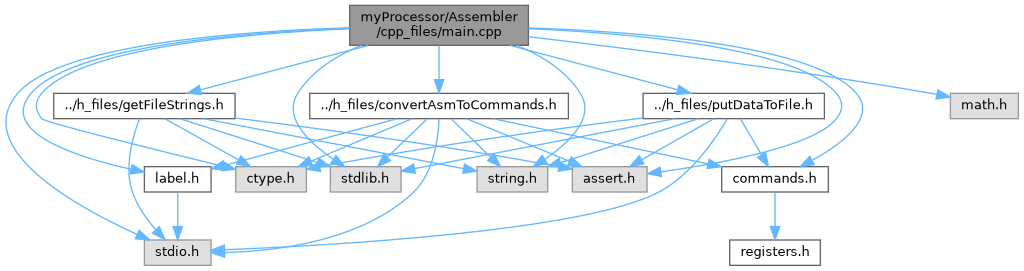 myProcessor/Assembler
/cpp_files/main.cpp
../h_files/getFileStrings.h
../h_files/convertAsmToCommands.h
../h_files/putDataToFile.h
math.h
label.h
ctype.h
stdlib.h
string.h
assert.h
commands.h
stdio.h
registers.h